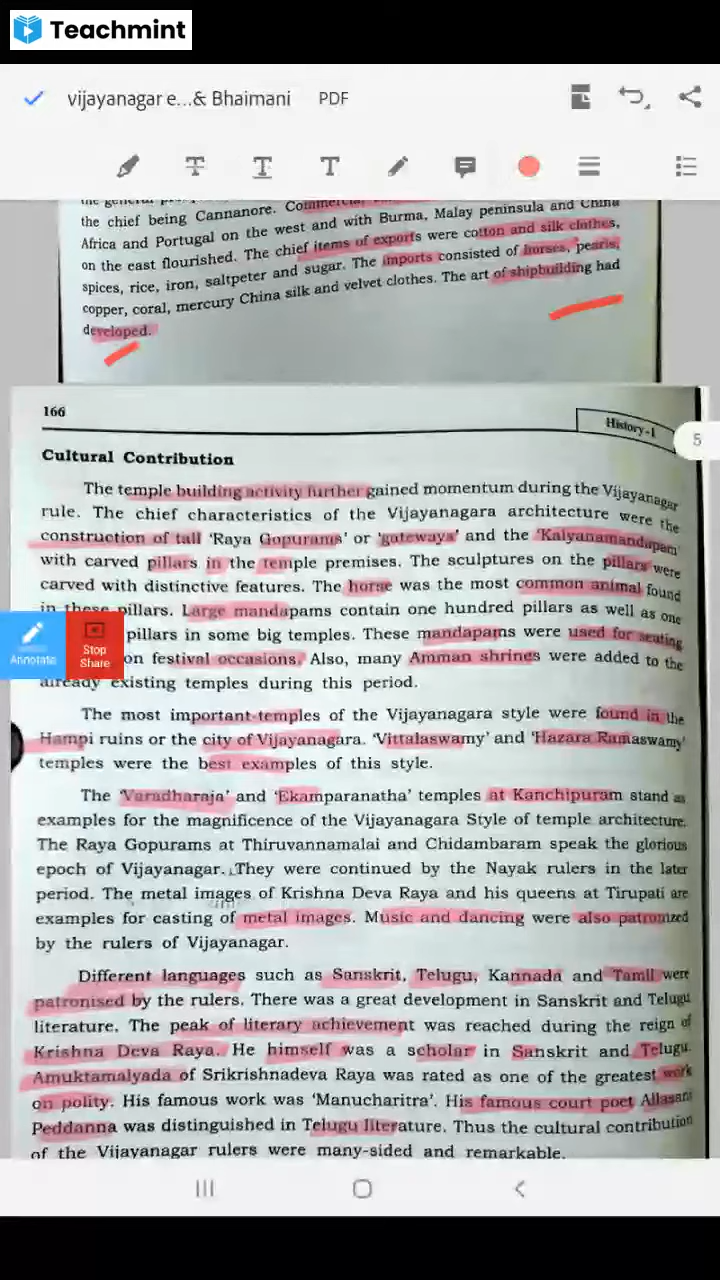 Teachmint
vijayanagar e...& Bhaimani PDF
the chief being Cannanore. Commercial
Africa and Portugal on the west and with Burma, Malay peninsula and China
on the east flourished. The chief items of exports were cotton and silk clothes,
spices, rice, iron, saltpeter and sugar. The imports consisted of horses, pearls,
copper, coral, mercury China silk and velvet clothes. The art of shipbuilding had
developed.
166
History-1
5
Cultural Contribution
The temple building activity further gained momentum during the Vijayanagar
rule. The chief characteristics of the Vijayanagara architecture were the
construction of tall 'Raya Gopurams' or 'gateways' and the 'Kalyanamandapam'
with carved pillars in the temple premises. The sculptures on the pillars were
carved with distinctive features. The horse was the most common animal found
in these pillars. Large mandapams contain one hundred pillars as well as one
pillars in some big temples. These mandapams were used for seating
on festival occasions. Also, many Amman shrines were added to the
already existing temples during this period.
Annotate
Stop
Share
The most important temples of the Vijayanagara style were found in the
Hampi ruins or the city of Vijayanagara. 'Vittalaswamy' and 'Hazara Ramaswamy'
temples were the best examples of this style.
The 'Varadharaja' and 'Ekamparanatha' temples at Kanchipuram stand as
examples for the magnificence of the Vijayanagara Style of temple architecture.
The Raya Gopurams at Thiruvannamalai and Chidambaram speak the glorious
epoch of Vijayanagar. They were continued by the Nayak rulers in the later
period. The metal images of Krishna Deva Raya and his queens at Tirupati are
examples for casting of metal images. Music and dancing were also patronized
by the rulers of Vijayanagar.
Different languages such as Sanskrit, Telugu, Kannada and Tamil were
patronised by the rulers. There was a great development in Sanskrit and Telugu
literature. The peak of literary achievement was reached during the reign of
Krishna Deva Raya. He himself was a scholar in Sanskrit and Telugu.
Amuktamalyada of Srikrishnadeva Raya was rated as one of the greatest work
on polity. His famous work was 'Manucharitra'. His famous court poet Allasani
Peddanna was distinguished in Telugu literature. Thus the cultural contribution
of the Vijayanagar rulers were many-sided and remarkable.